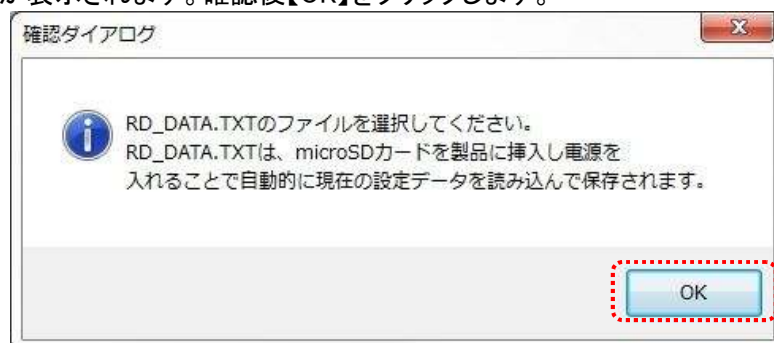 が表示されます。確認後【OK】をクリックします。
確認ダイアログ
RD_DATA.TXTのファイルを選択してください。
RD_DATA.TXTは、microSDカードを製品に挿入し電源を
入れることで自動的に現在の設定データを読み込んで保存されます。
OK